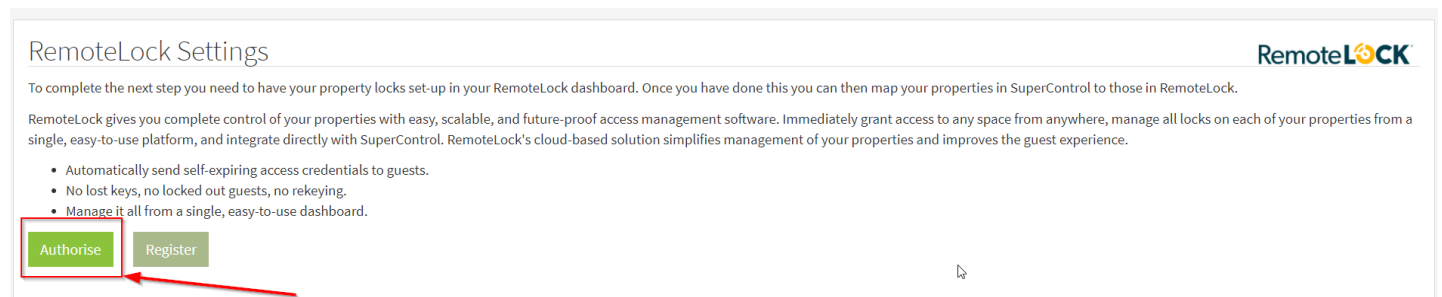 RemoteLock Settings
RemoteLOCK
To complete the next step you need to have your property locks set-up in your RemoteLock dashboard. Once you have done this you can then map your properties in SuperControl to those in RemoteLock.
RemoteLock gives you complete control of your properties with easy, scalable, and future-proof access management software. Immediately grant access to any space from anywhere, manage all locks on each of your properties from a
single, easy-to-use platform, and integrate directly with SuperControl. RemoteLock's cloud-based solution simplifies management of your properties and improves the guest experience.
• Automatically send self-expiring access credentials to guests.
• No lost keys, no locked out guests, no rekeying.
• Manage it all from a single, easy-to-use dashboard.
Authorise Register